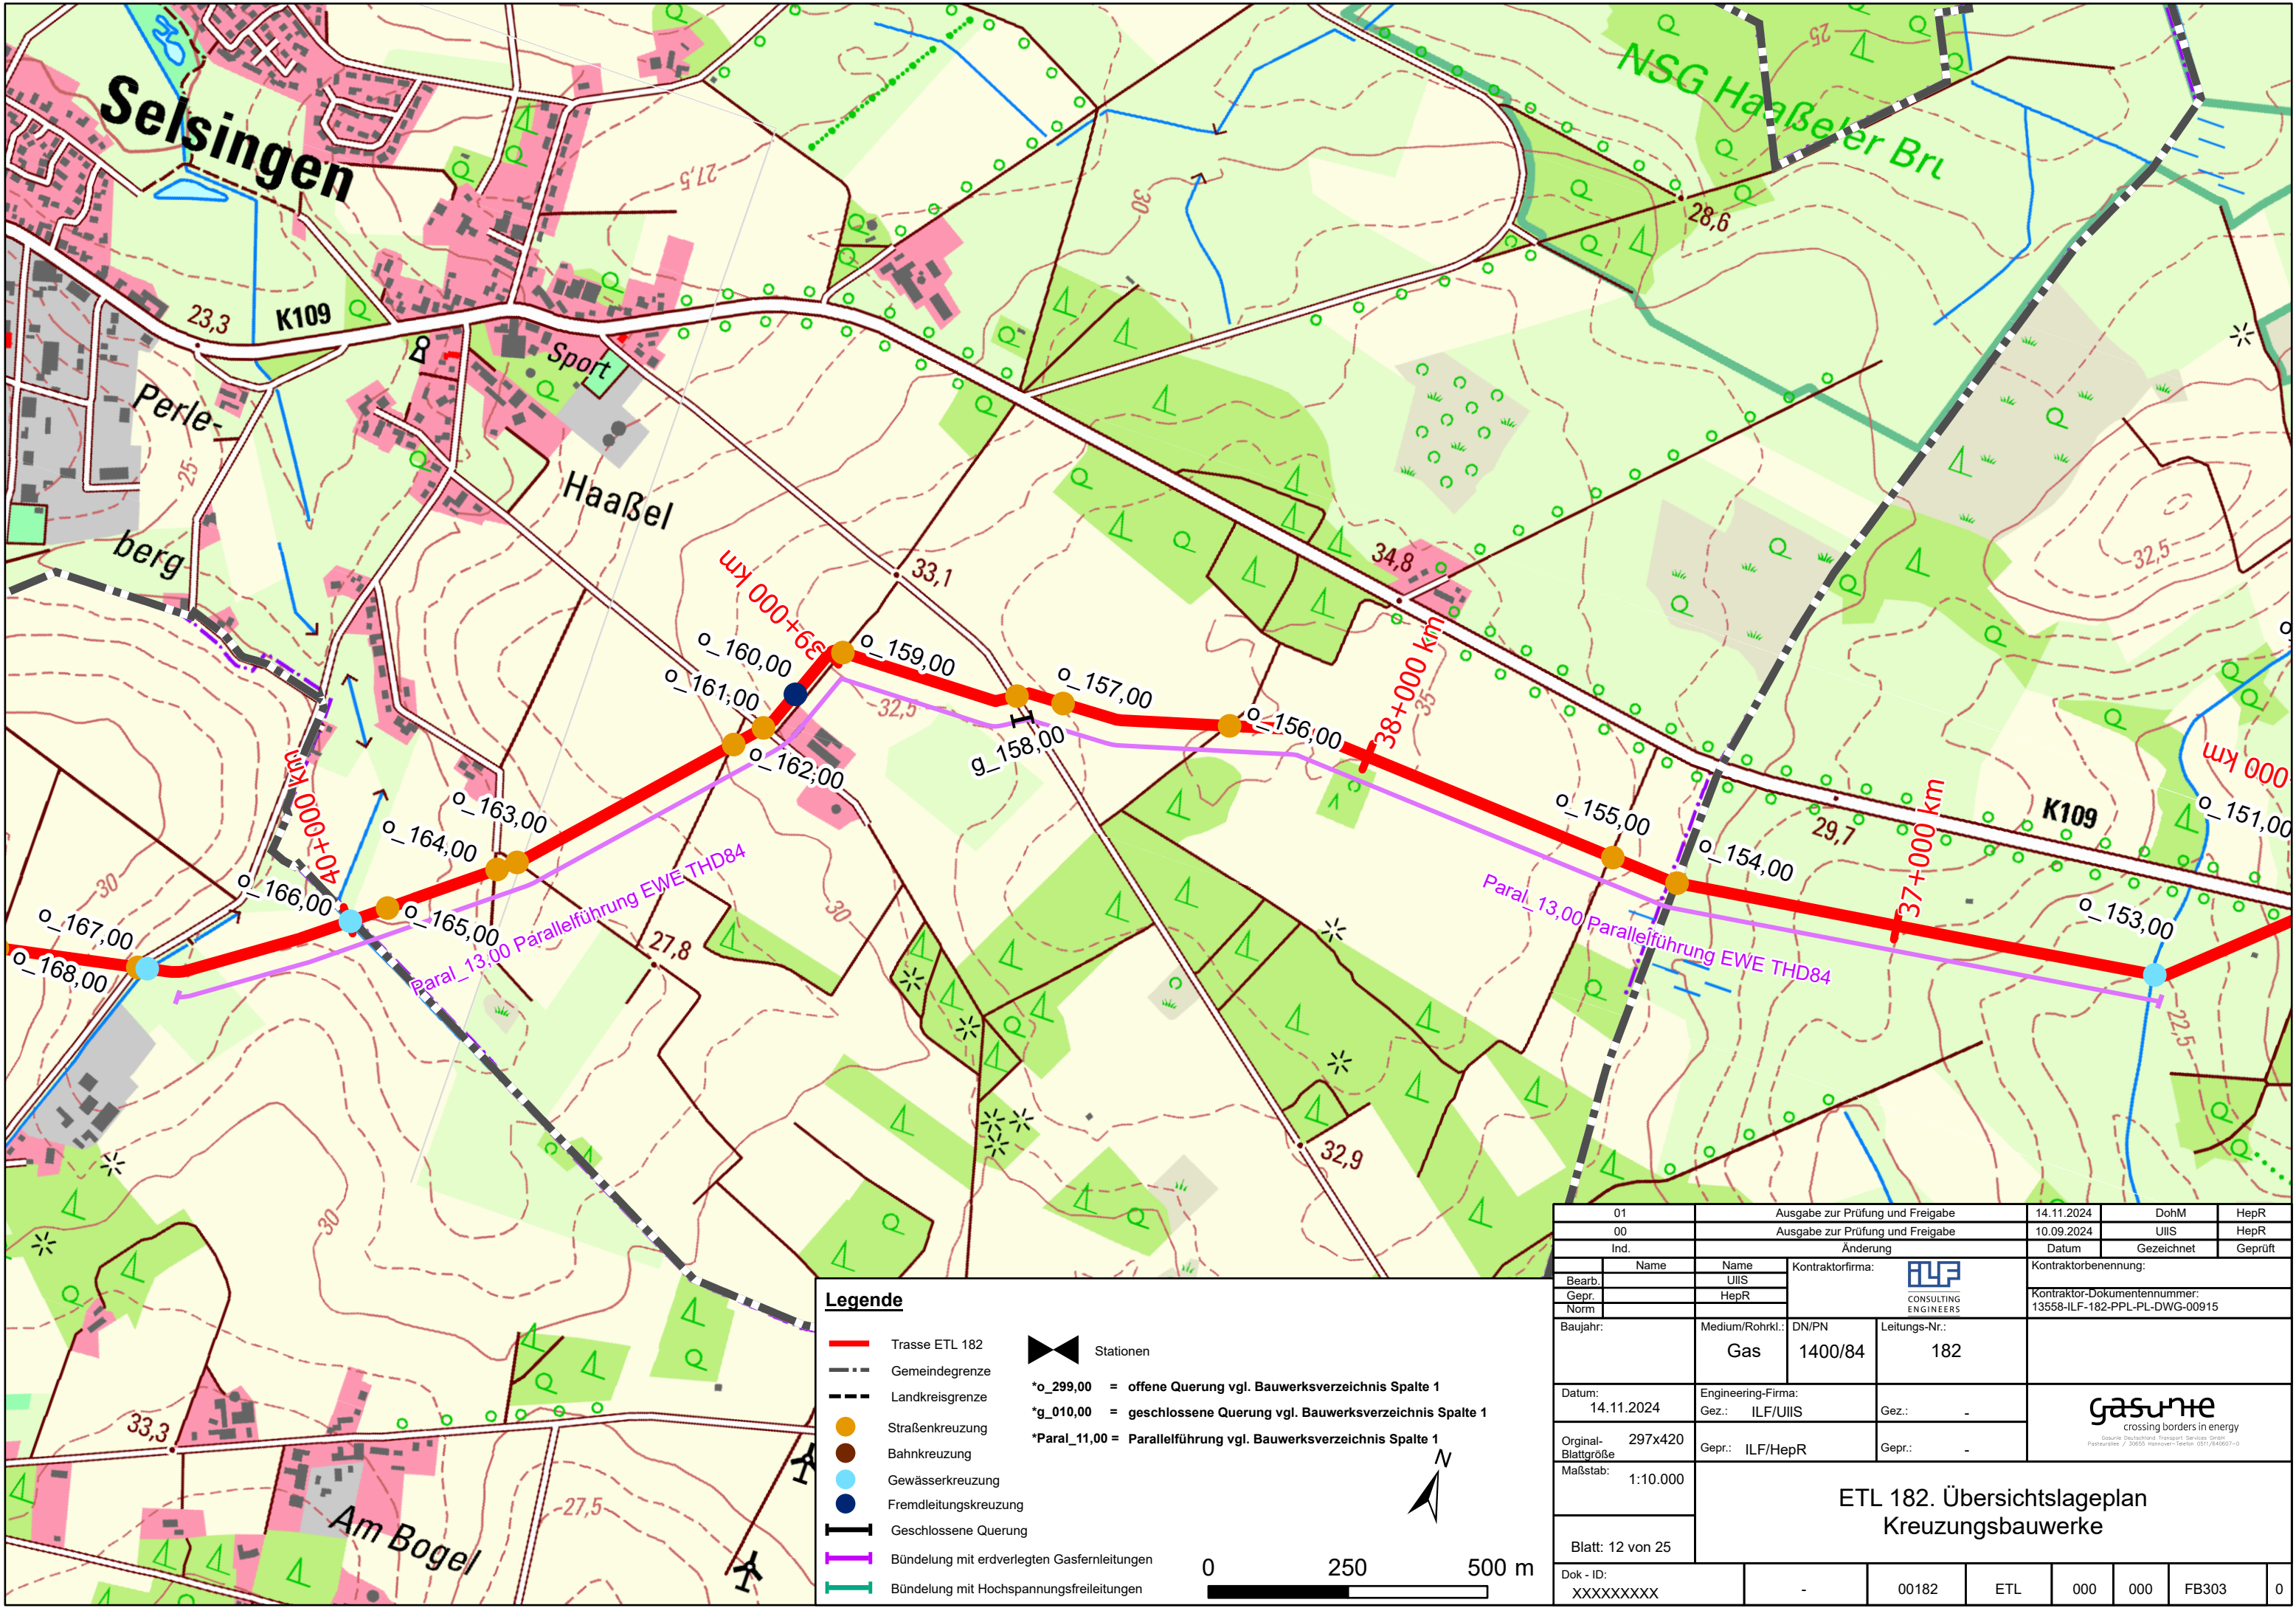 Selsingen
NSG Haaßeler Bru
25
27,5
30
28,6
23,3
K109
Sport
Perle-
berg
25
Haaßel
33,1
34,8
32,5
39+000 km
o_160,00
o_159,00
o_161,00
o_157,00
32,5
38+000 km
35
o_156,00
g_158,00
o_162,00
40+000 km
o_163,00
o_164,00
o_155,00
o_154,00
37+000 km
29,7
K109
000 km
o_151,00
30
o_166,00
o_167,00
o_165,00
o_168,00
Paral_13,00 Parallelführung EWE THD84
27,8
30
Paral_13,00 Parallelführung EWE THD84
o_153,00
22,5
32,9
30
33,3
27,5
Am Bogel
Legende
Trasse ETL 182
Gemeindegrenze
Landkreisgrenze
Straßenkreuzung
Bahnkreuzung
Gewässerkreuzung
Fremdleitungskreuzung
Geschlossene Querung
Bündelung mit erdverlegten Gasfernleitungen
Bündelung mit Hochspannungsfreileitungen
Stationen
*o_299,00 = offene Querung vgl. Bauwerksverzeichnis Spalte 1
*g_010,00 = geschlossene Querung vgl. Bauwerksverzeichnis Spalte 1
*Paral_11,00 = Parallelführung vgl. Bauwerksverzeichnis Spalte 1
N
0 250 500 m
01 Ausgabe zur Prüfung und Freigabe 14.11.2024 DohM HepR
00 Ausgabe zur Prüfung und Freigabe 10.09.2024 UllS HepR
Ind. Änderung Datum Gezeichnet Geprüft
Name Name
Bearb. UllS
Gepr. HepR
Norm
Kontraktorfirma:
iLF
CONSULTING
ENGINEERS
Kontraktorbenennung:
Kontraktor-Dokumentennummer:
13558-ILF-182-PPL-PL-DWG-00915
Baujahr:
Medium/Rohrkl.: DN/PN Leitungs-Nr.:
Gas 1400/84 182
Datum:
14.11.2024
Engineering-Firma:
Gez.: ILF/UllS Gez.: -
Orginal-
Blattgröße 297x420
Gepr.: ILF/HepR Gepr.: -
gasunie
crossing borders in energy
Gasunie Deutschland Transport Services GmbH
Maßstab: 1:10.000
ETL 182. Übersichtslageplan
Kreuzungsbauwerke
Blatt: 12 von 25
Dok - ID:
XXXXXXXXX - 00182 ETL 000 000 FB303 0